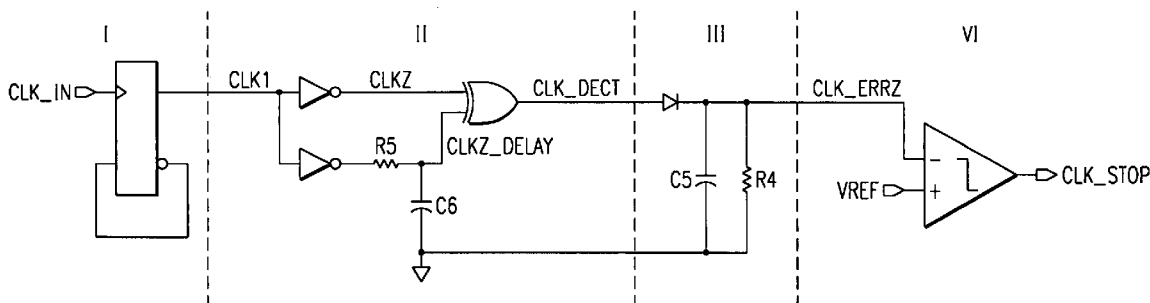 I
II
III
VI
CLK_IN
CLK1
CLKZ
CLK_DECT
CLK_ERRZ
R5
CLKZ_DELAY
C6
C5
R4
VREF
-
+
CLK_STOP